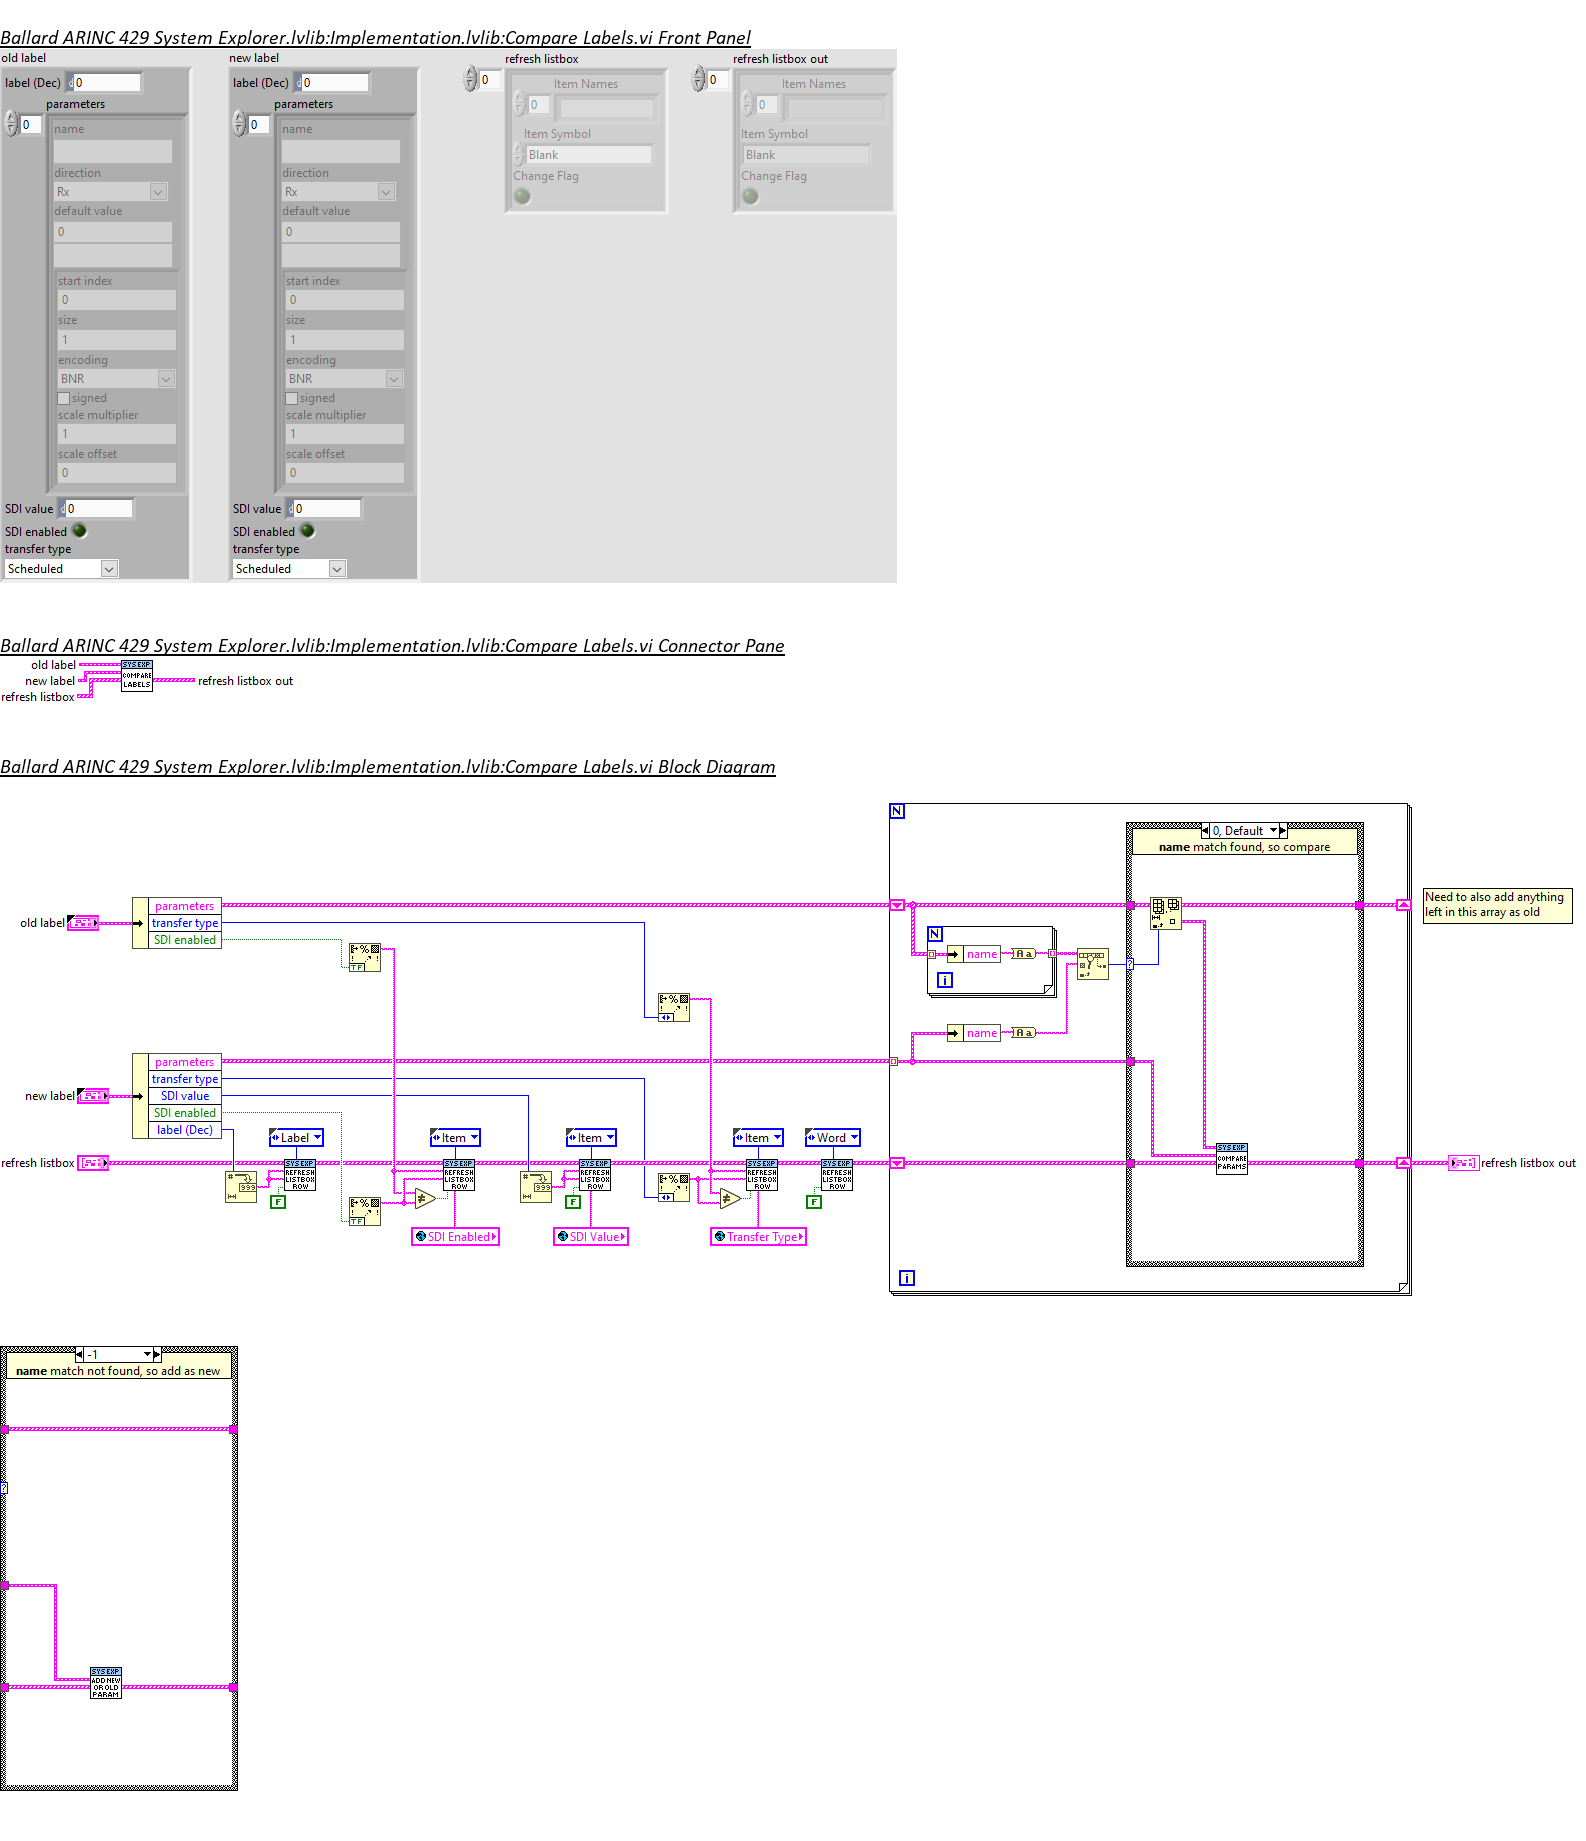 Ballard ARINC 429 System Explorer.lvlib:Implementation.lvlib:Compare Labels.vi Front Panel
old label
label (Dec) d 0
parameters
0
name
direction
Rx
default value
0
start index
0
size
1
encoding
BNR
signed
scale multiplier
1
scale offset
0
SDI value d 0
SDI enabled
transfer type
Scheduled
new label
label (Dec) d 0
parameters
0
name
direction
Rx
default value
0
start index
0
size
1
encoding
BNR
signed
scale multiplier
1
scale offset
0
SDI value d 0
SDI enabled
transfer type
Scheduled
refresh listbox
0
Item Names
0
Item Symbol
Blank
Change Flag
refresh listbox out
0
Item Names
0
Item Symbol
Blank
Change Flag
Ballard ARINC 429 System Explorer.lvlib:Implementation.lvlib:Compare Labels.vi Connector Pane
old label
new label
refresh listbox
SYS EXP
COMPARE
LABELS
refresh listbox out
Ballard ARINC 429 System Explorer.lvlib:Implementation.lvlib:Compare Labels.vi Block Diagram
N
0, Default
name match found, so compare
old label
parameters
transfer type
SDI enabled
Need to also add anything
left in this array as old
N
name
Aa
i
TF
name
Aa
new label
parameters
transfer type
SDI value
SDI enabled
label (Dec)
Label
Item
Item
Item
Word
refresh listbox
SYS EXP
REFRESH
LISTBOX
ROW
SYS EXP
REFRESH
LISTBOX
ROW
SYS EXP
REFRESH
LISTBOX
ROW
SYS EXP
REFRESH
LISTBOX
ROW
SYS EXP
REFRESH
LISTBOX
ROW
SYS EXP
COMPARE
PARAMS
refresh listbox out
999
999
F
F
F
TF
SDI Enabled
SDI Value
Transfer Type
i
-1
name match not found, so add as new
?
SYS EXP
ADD NEW
OR OLD
PARAM